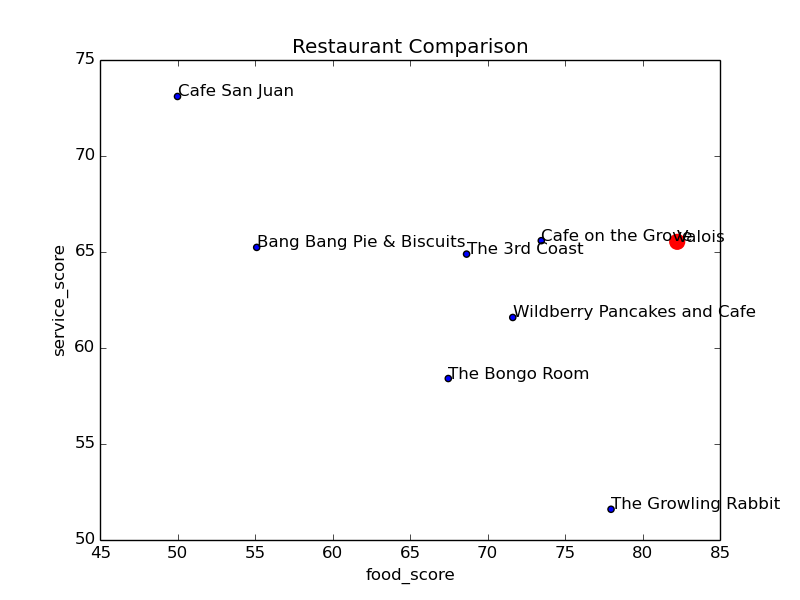 Restaurant Comparison
75
Cafe San Juan
70
Cafe on the Grove
Valois
Bang Bang Pie & Biscuits
The 3rd Coast
65
Wildberry Pancakes and Cafe
60
The Bongo Room
55
The Growling Rabbit
50
service_score
45 50 55 60 65 70 75 80 85
food_score